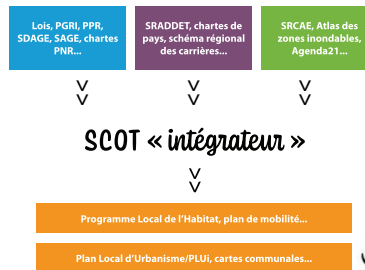 Lois, PGRI, PPR,
SDAGE, SAGE, chartes
PNR...
SRADDET, chartes de
pays, schéma régional
des carrières...
SRCAE, Atlas des
zones inondables,
Agenda21...
SCOT « intégrateur »
Programme Local de l'Habitat, plan de mobilité...
Plan Local d'Urbanisme/PLUi, cartes communales...